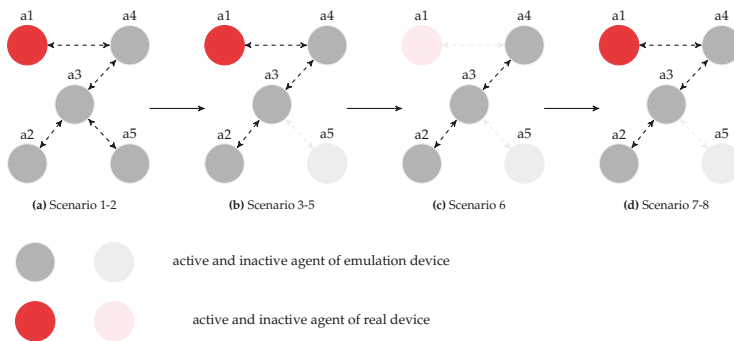 a1 a4 a1 a4 a1 a4 a1 a4
a3 a3 a3 a3
a2 a5 a2 a5 a2 a5 a2 a5
(a) Scenario 1-2 (b) Scenario 3-5 (c) Scenario 6 (d) Scenario 7-8
active and inactive agent of emulation device
active and inactive agent of real device